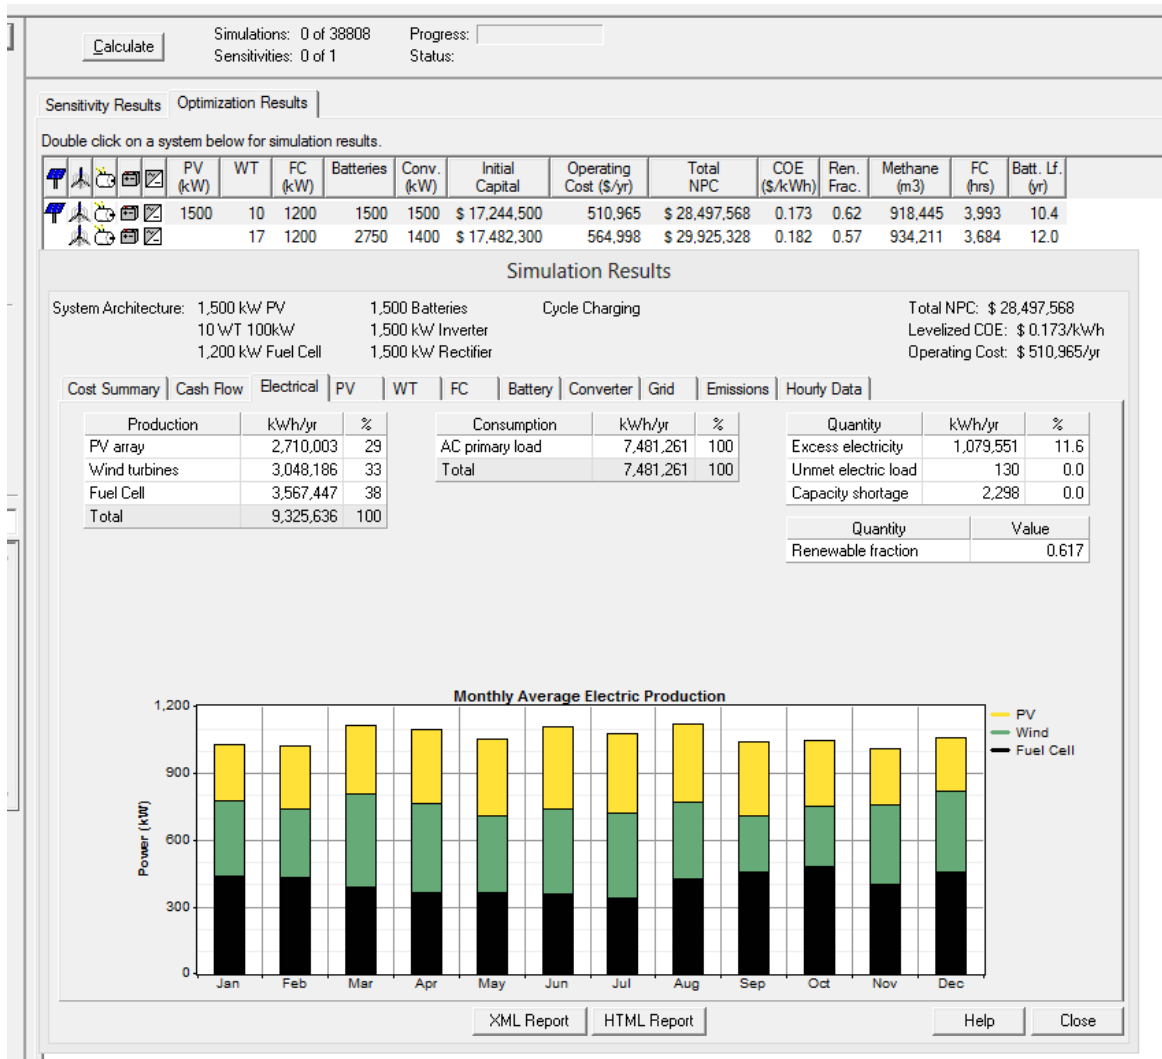 Calculate
Simulations: 0 of 38808 Progress:
Sensitivities: 0 of 1 Status:
Sensitivity Results Optimization Results
Double click on a system below for simulation results.
PV (kW) WT FC (kW) Batteries Conv. (kW) Initial Capital Operating Cost ($/yr) Total NPC COE ($/kWh) Ren. Frac. Methane (m3) FC (hrs) Batt. Lf. (yr)
1500 10 1200 1500 1500 $ 17,244,500 510,965 $ 28,497,568 0.173 0.62 918,445 3,993 10.4
17 1200 2750 1400 $ 17,482,300 564,998 $ 29,925,328 0.182 0.57 934,211 3,684 12.0
Simulation Results
System Architecture: 1,500 kW PV 1,500 Batteries Cycle Charging Total NPC: $ 28,497,568
10 WT 100kW 1,500 kW Inverter Levelized COE: $ 0.173/kWh
1,200 kW Fuel Cell 1,500 kW Rectifier Operating Cost: $ 510,965/yr
Cost Summary Cash Flow Electrical PV WT FC Battery Converter Grid Emissions Hourly Data
Production kWh/yr % Consumption kWh/yr % Quantity kWh/yr %
PV array 2,710,003 29 AC primary load 7,481,261 100 Excess electricity 1,079,551 11.6
Wind turbines 3,048,186 33 Total 7,481,261 100 Unmet electric load 130 0.0
Fuel Cell 3,567,447 38 Capacity shortage 2,298 0.0
Total 9,325,636 100
Quantity Value
Renewable fraction 0.617
Monthly Average Electric Production
1,200
900
600
300
0
Power (kW)
PV
Wind
Fuel Cell
Jan Feb Mar Apr May Jun Jul Aug Sep Oct Nov Dec
XML Report HTML Report Help Close